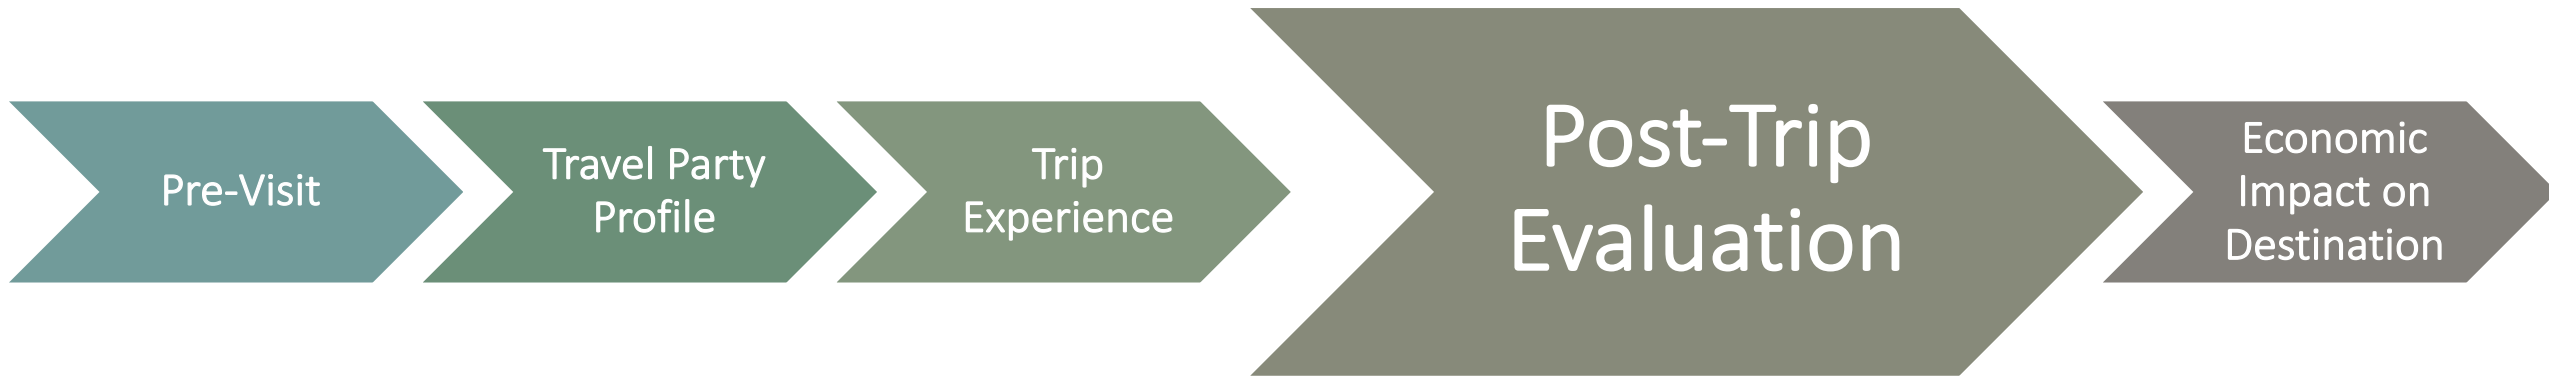 Pre-Visit
Travel Party
Profile
Trip
Experience
Post-Trip
Evaluation
Economic
Impact on
Destination